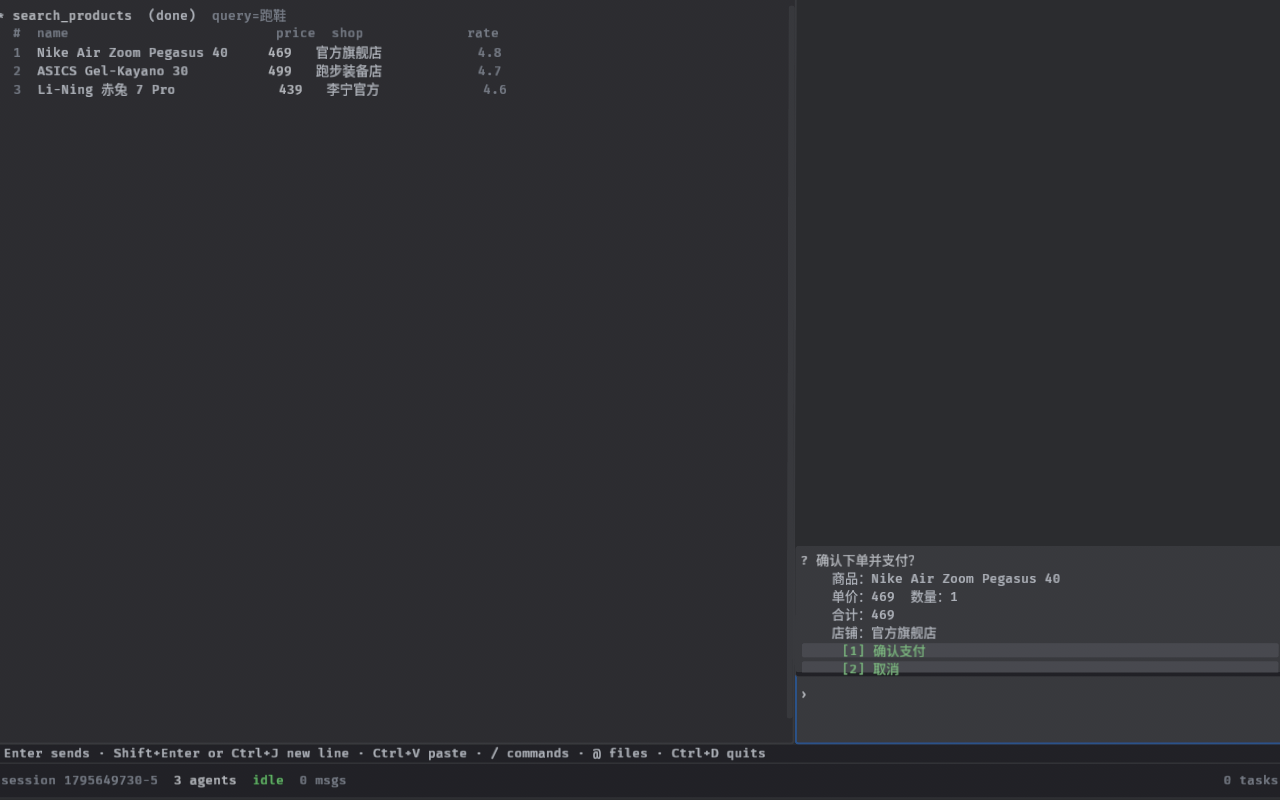 * search_products (done) query=跑鞋
# name price shop rate
1 Nike Air Zoom Pegasus 40 469 官方旗舰店 4.8
2 ASICS Gel-Kayano 30 499 跑步装备店 4.7
3 Li-Ning 赤兔 7 Pro 439 李宁官方 4.6
? 确认下单并支付?
商品: Nike Air Zoom Pegasus 40
单价: 469 数量: 1
合计: 469
店铺: 官方旗舰店
[1] 确认支付
[2] 取消
›
Enter sends · Shift+Enter or Ctrl+J new line · Ctrl+V paste · / commands · @ files · Ctrl+D quits
session 1795649730-5 3 agents idle 0 msgs 0 tasks